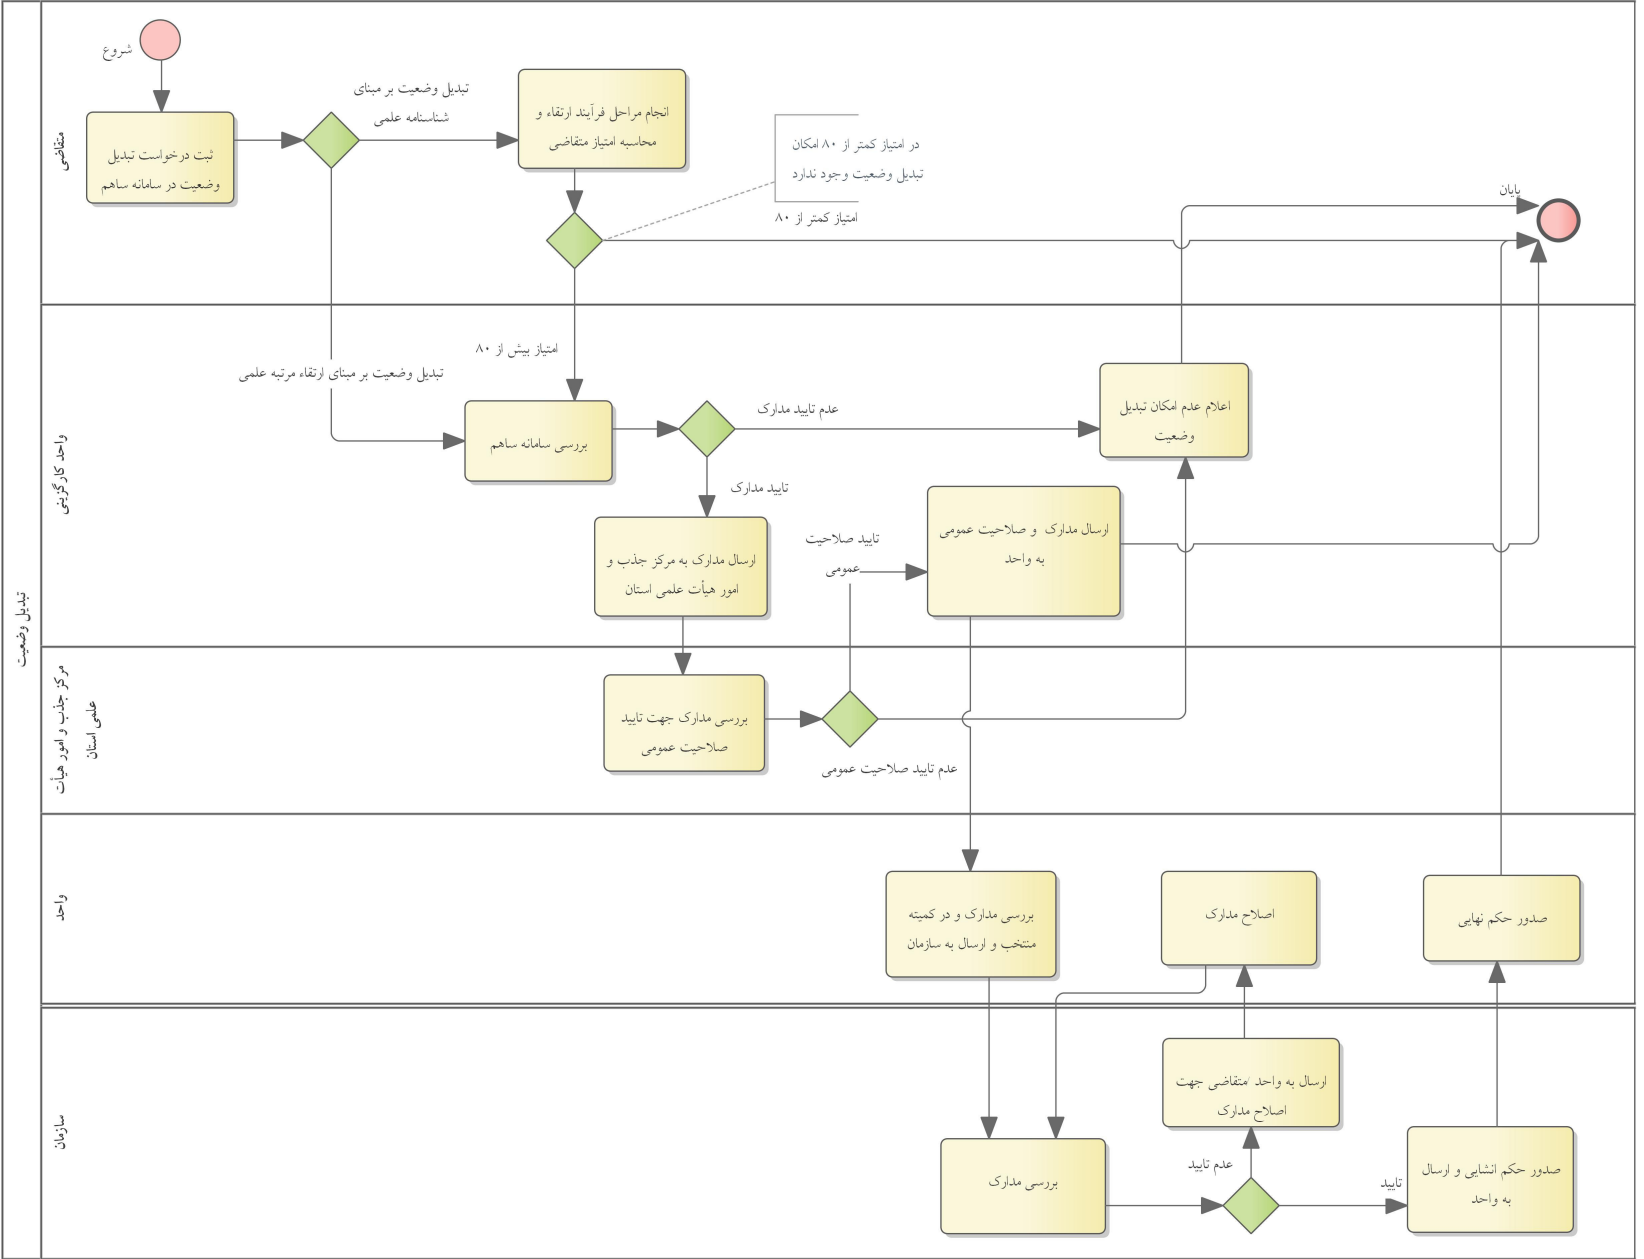 تبدیل وضعیت
متقاضی
شروع
ثبت درخواست تبدیل
وضعیت در سامانه ساهم
تبدیل وضعیت بر مبنای
شناسنامه علمی
انجام مراحل فرآیند ارتقاء و
محاسبه امتیاز متقاضی
در امتیاز کمتر از ۸۰ امکان
تبدیل وضعیت وجود ندارد
امتیاز کمتر از ۸۰
پایان
واحد کارگزینی
امتیاز بیش از ۸۰
تبدیل وضعیت بر مبنای ارتقاء مرتبه علمی
بررسی سامانه ساهم
عدم تایید مدارک
اعلام عدم امکان تبدیل
وضعیت
تایید مدارک
ارسال مدارک به مرکز جذب و
امور هیأت علمی استان
تایید صلاحیت
عمومی
ارسال مدارک و صلاحیت عمومی
به واحد
مرکز جذب و امور هیأت
علمی استان
بررسی مدارک جهت تایید
صلاحیت عمومی
عدم تایید صلاحیت عمومی
واحد
بررسی مدارک و در کمیته
منتخب و ارسال به سازمان
اصلاح مدارک
صدور حکم نهایی
سازمان
بررسی مدارک
ارسال به واحد /متقاضی جهت
اصلاح مدارک
عدم تایید
تایید
صدور حکم انشایی و ارسال
به واحد